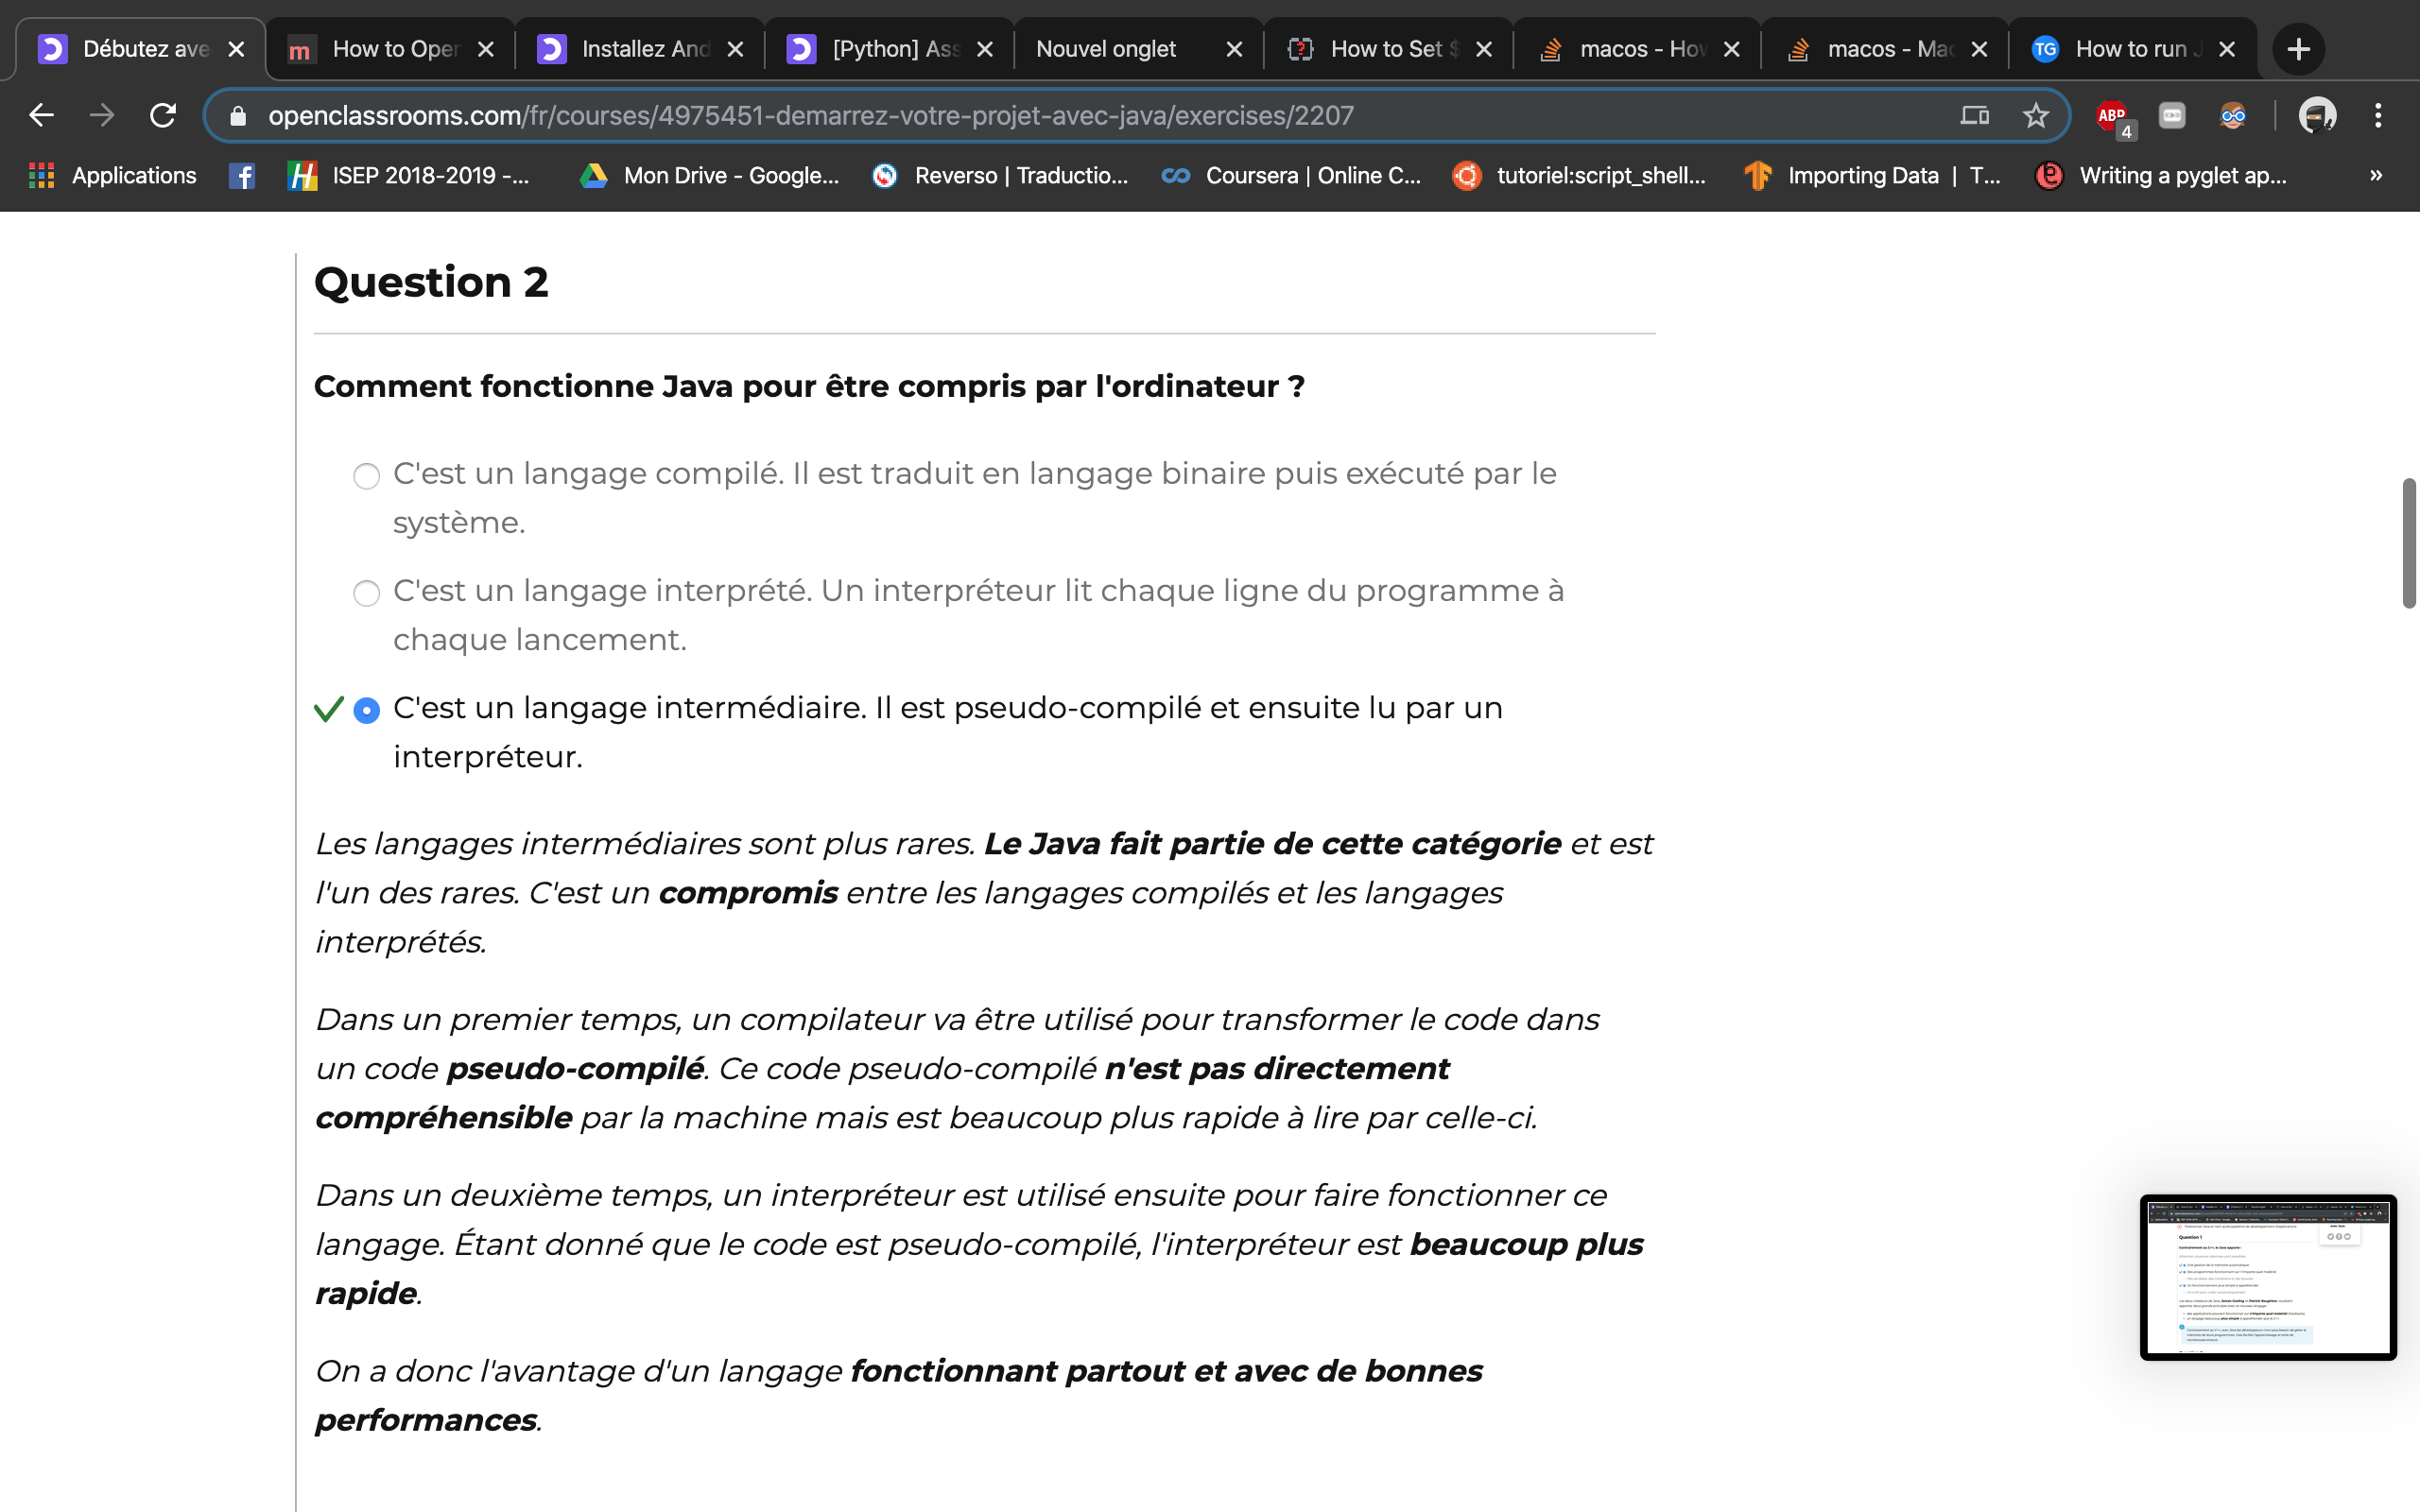 Débutez ave
How to Oper
Installez And
[Python] Ass
Nouvel onglet
How to Set $
macos - How
macos - Mac
How to run J
openclassrooms.com/fr/courses/4975451-demarrez-votre-projet-avec-java/exercises/2207
ABP
4
Applications
ISEP 2018-2019 -...
Mon Drive - Google...
Reverso | Traductio...
Coursera | Online C...
tutoriel:script_shell...
Importing Data | T...
Writing a pyglet ap...
»
Question 2
Comment fonctionne Java pour être compris par l'ordinateur ?
C'est un langage compilé. Il est traduit en langage binaire puis exécuté par le
système.
C'est un langage interprété. Un interpréteur lit chaque ligne du programme à
chaque lancement.
C'est un langage intermédiaire. Il est pseudo-compilé et ensuite lu par un
interpréteur.
Les langages intermédiaires sont plus rares. Le Java fait partie de cette catégorie et est
l'un des rares. C'est un compromis entre les langages compilés et les langages
interprétés.
Dans un premier temps, un compilateur va être utilisé pour transformer le code dans
un code pseudo-compilé. Ce code pseudo-compilé n'est pas directement
compréhensible par la machine mais est beaucoup plus rapide à lire par celle-ci.
Dans un deuxième temps, un interpréteur est utilisé ensuite pour faire fonctionner ce
langage. Étant donné que le code est pseudo-compilé, l'interpréteur est beaucoup plus
rapide.
On a donc l'avantage d'un langage fonctionnant partout et avec de bonnes
performances.
Question 1